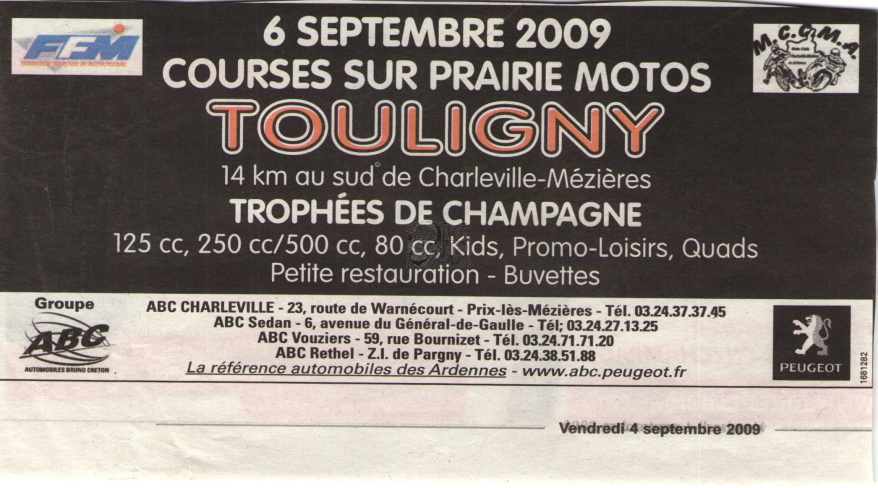 FFM
6 SEPTEMBRE 2009
M.C.C.M.A.
COURSES SUR PRAIRIE MOTOS
TOULIGNY
14 km au sud de Charleville-Mézières
TROPHÉES DE CHAMPAGNE
125 cc, 250 cc/500 cc, 80 cc, Kids, Promo-Loisirs, Quads
Petite restauration - Buvettes
Groupe
ABC
AUTOMOBILES BRUNO CRETON
ABC CHARLEVILLE - 23, route de Warnécourt - Prix-lès-Mézières - Tél. 03.24.37.37.45
ABC Sedan - 6, avenue du Général-de-Gaulle - Tél; 03.24.27.13.25
ABC Vouziers - 59, rue Bournizet - Tél. 03.24.71.71.20
ABC Rethel - Z.I. de Pargny - Tél. 03.24.38.51.88
La référence automobiles des Ardennes - www.abc.peugeot.fr
PEUGEOT
1681282
Vendredi 4 septembre 2009